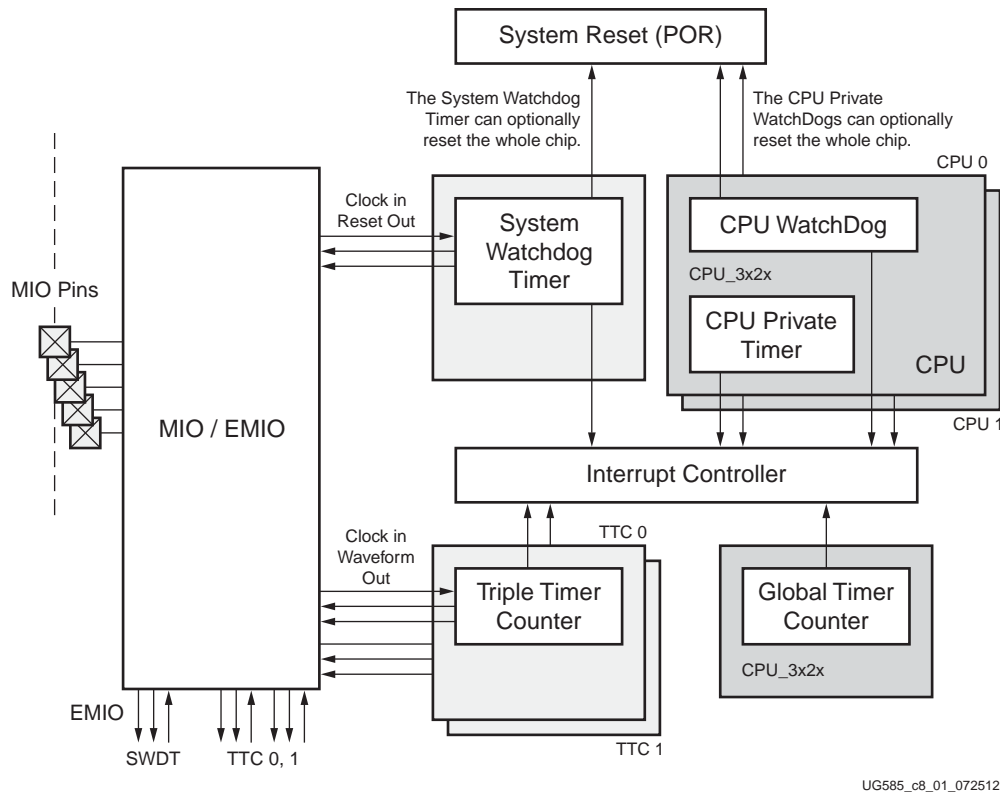 System Reset (POR)
The System Watchdog
Timer can optionally
reset the whole chip.
The CPU Private
WatchDogs can optionally
reset the whole chip.
CPU 0
Clock in
Reset Out
System
Watchdog
Timer
CPU WatchDog
CPU_3x2x
CPU Private
Timer
CPU
CPU 1
MIO Pins
MIO / EMIO
Interrupt Controller
Clock in
Waveform
Out
TTC 0
Triple Timer
Counter
Global Timer
Counter
CPU_3x2x
EMIO
SWDT
TTC 0, 1
TTC 1
UG585_c8_01_072512